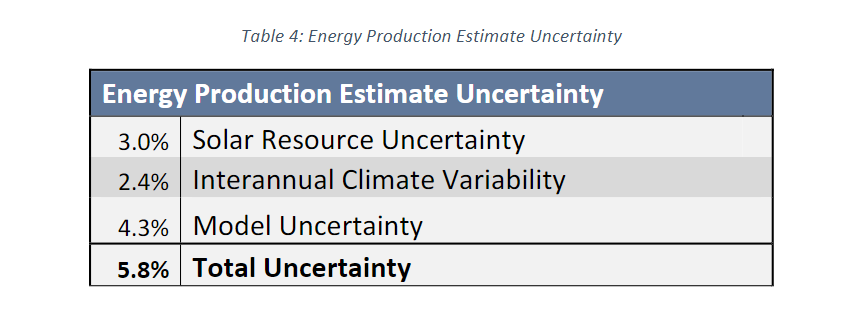 Table 4: Energy Production Estimate Uncertainty
Energy Production Estimate Uncertainty
3.0% Solar Resource Uncertainty
2.4% Interannual Climate Variability
4.3% Model Uncertainty
5.8% Total Uncertainty